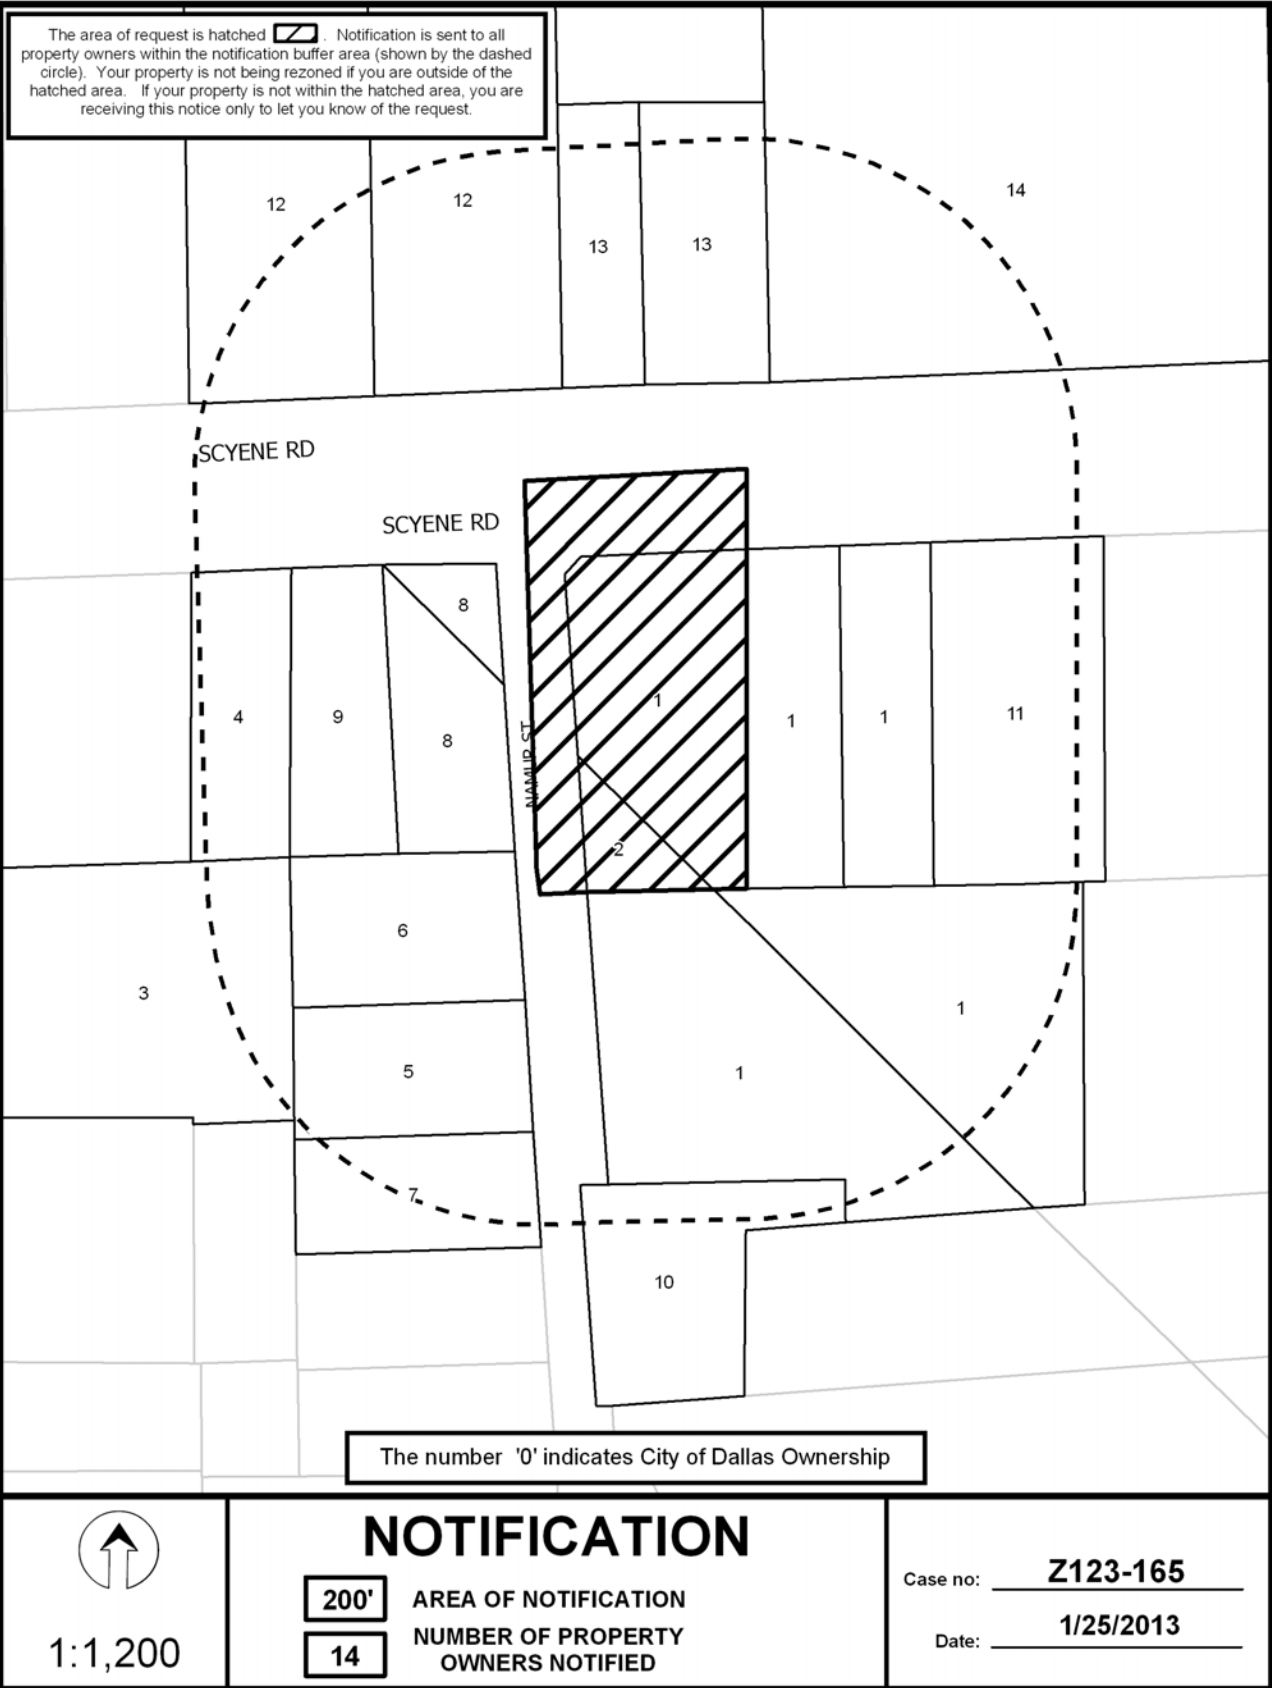 The area of request is hatched . Notification is sent to all
property owners within the notification buffer area (shown by the dashed
circle). Your property is not being rezoned if you are outside of the
hatched area. If your property is not within the hatched area, you are
receiving this notice only to let you know of the request.
12
12
13
13
14
SCYENE RD
SCYENE RD
8
4
9
8
NAMUR ST
1
1
1
11
2
6
3
5
1
1
7
10
The number '0' indicates City of Dallas Ownership
1:1,200
NOTIFICATION
200' AREA OF NOTIFICATION
14 NUMBER OF PROPERTY
OWNERS NOTIFIED
Case no: Z123-165
Date: 1/25/2013